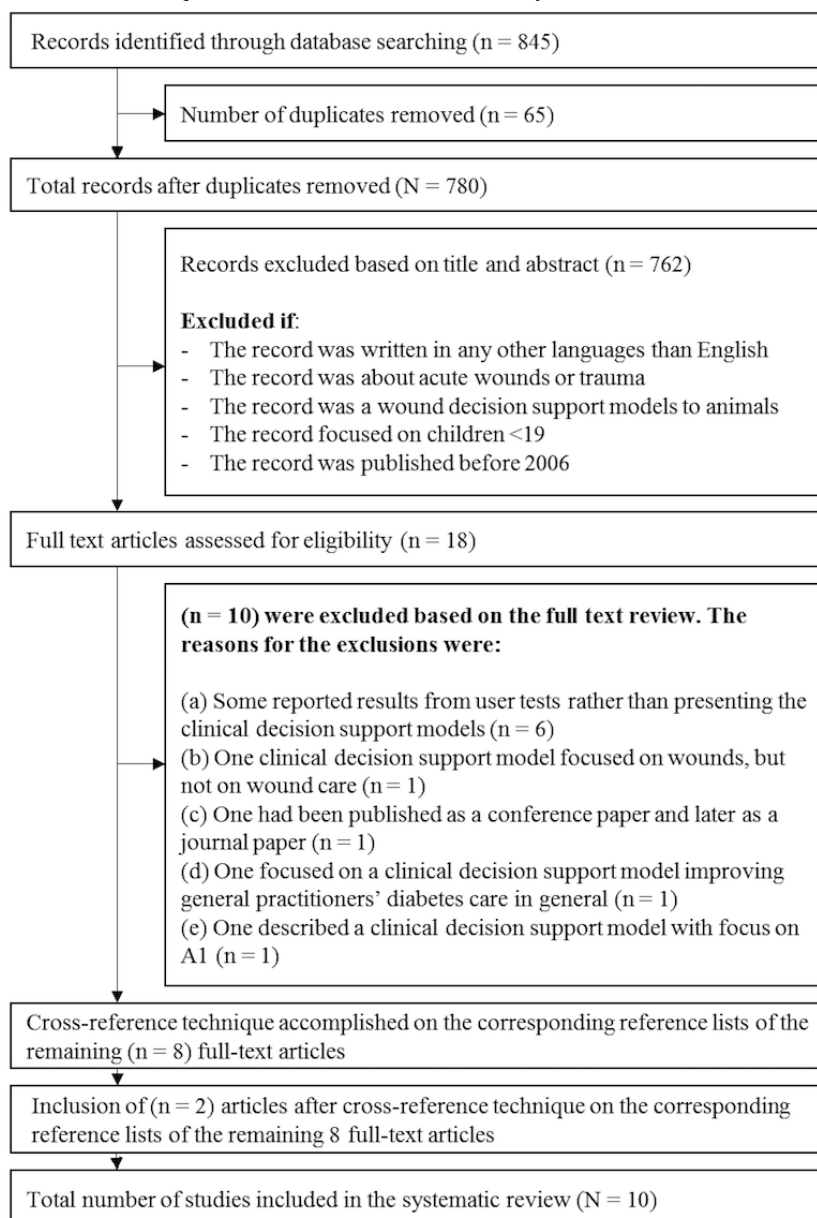 Records identified through database searching (n = 845)
Number of duplicates removed (n = 65)
Total records after duplicates removed (N = 780)
Records excluded based on title and abstract (n = 762)
Excluded if:
- The record was written in any other languages than English
- The record was about acute wounds or trauma
- The record was a wound decision support models to animals
- The record focused on children <19
- The record was published before 2006
Full text articles assessed for eligibility (n = 18)
(n = 10) were excluded based on the full text review. The
reasons for the exclusions were:
(a) Some reported results from user tests rather than presenting the
clinical decision support models (n = 6)
(b) One clinical decision support model focused on wounds, but
not on wound care (n = 1)
(c) One had been published as a conference paper and later as a
journal paper (n = 1)
(d) One focused on a clinical decision support model improving
general practitioners’ diabetes care in general (n = 1)
(e) One described a clinical decision support model with focus on
A1 (n = 1)
Cross-reference technique accomplished on the corresponding reference lists of the
remaining (n = 8) full-text articles
Inclusion of (n = 2) articles after cross-reference technique on the corresponding
reference lists of the remaining 8 full-text articles
Total number of studies included in the systematic review (N = 10)